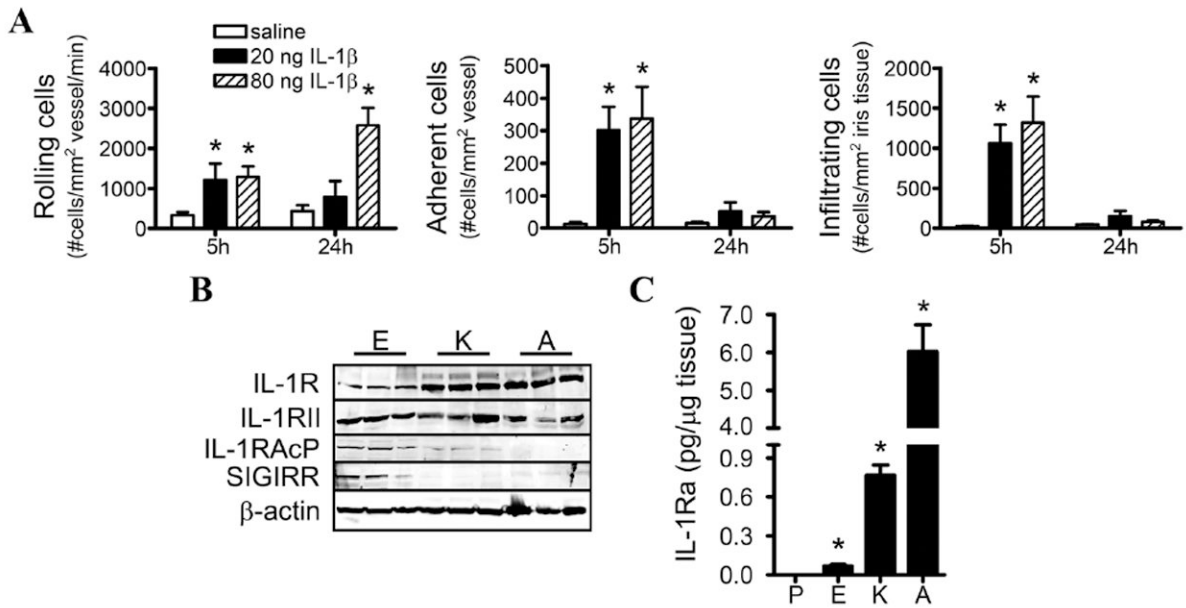 A
saline
20 ng IL-1β
80 ng IL-1β
Rolling cells
(#cells/mm² vessel/min)
4000
3000
2000
1000
0
* * *
5h 24h
Adherent cells
(#cells/mm² vessel)
500
400
300
200
100
0
* *
5h 24h
Infiltrating cells
(#cells/mm² iris tissue)
2000
1500
1000
500
0
* *
5h 24h
B
E K A
IL-1R
IL-1RII
IL-1RAcP
SIGIRR
β-actin
C
IL-1Ra (pg/µg tissue)
7.0
6.0
5.0
4.0
0.9
0.6
0.3
0.0
* * *
P E K A